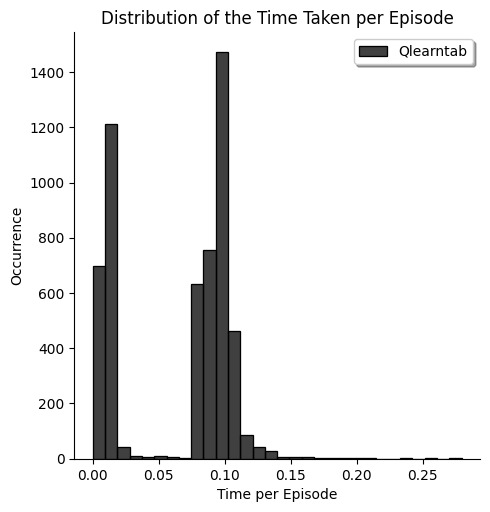 Distribution of the Time Taken per Episode
Qlearntab
1400
1200
1000
800
600
400
200
0
Occurrence
0.00 0.05 0.10 0.15 0.20 0.25
Time per Episode